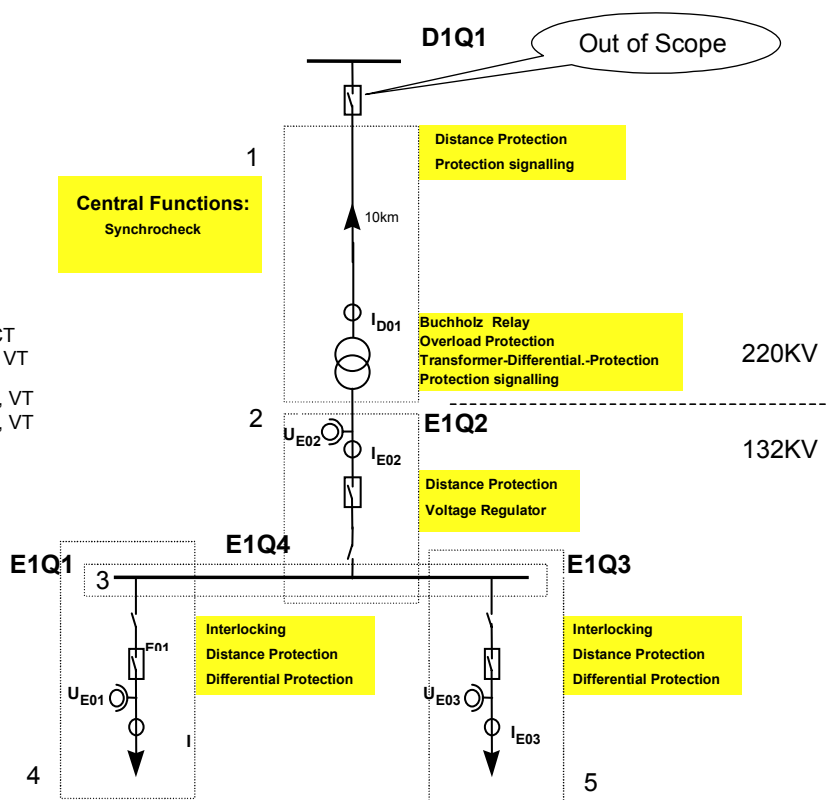 D1Q1
Out of Scope
Distance Protection
Protection signalling
1
Central Functions:
Synchrocheck
10km
CT
VT
, VT
, VT
I D01
Buchholz Relay
Overload Protection
Transformer-Differential.-Protection
Protection signalling
220KV
2
E1Q2
U E02
I E02
132KV
Distance Protection
Voltage Regulator
E1Q4
E1Q1
E1Q3
3
Interlocking
Distance Protection
Differential Protection
Interlocking
Distance Protection
Differential Protection
E01
U E01
U E03
I
I E03
4
5